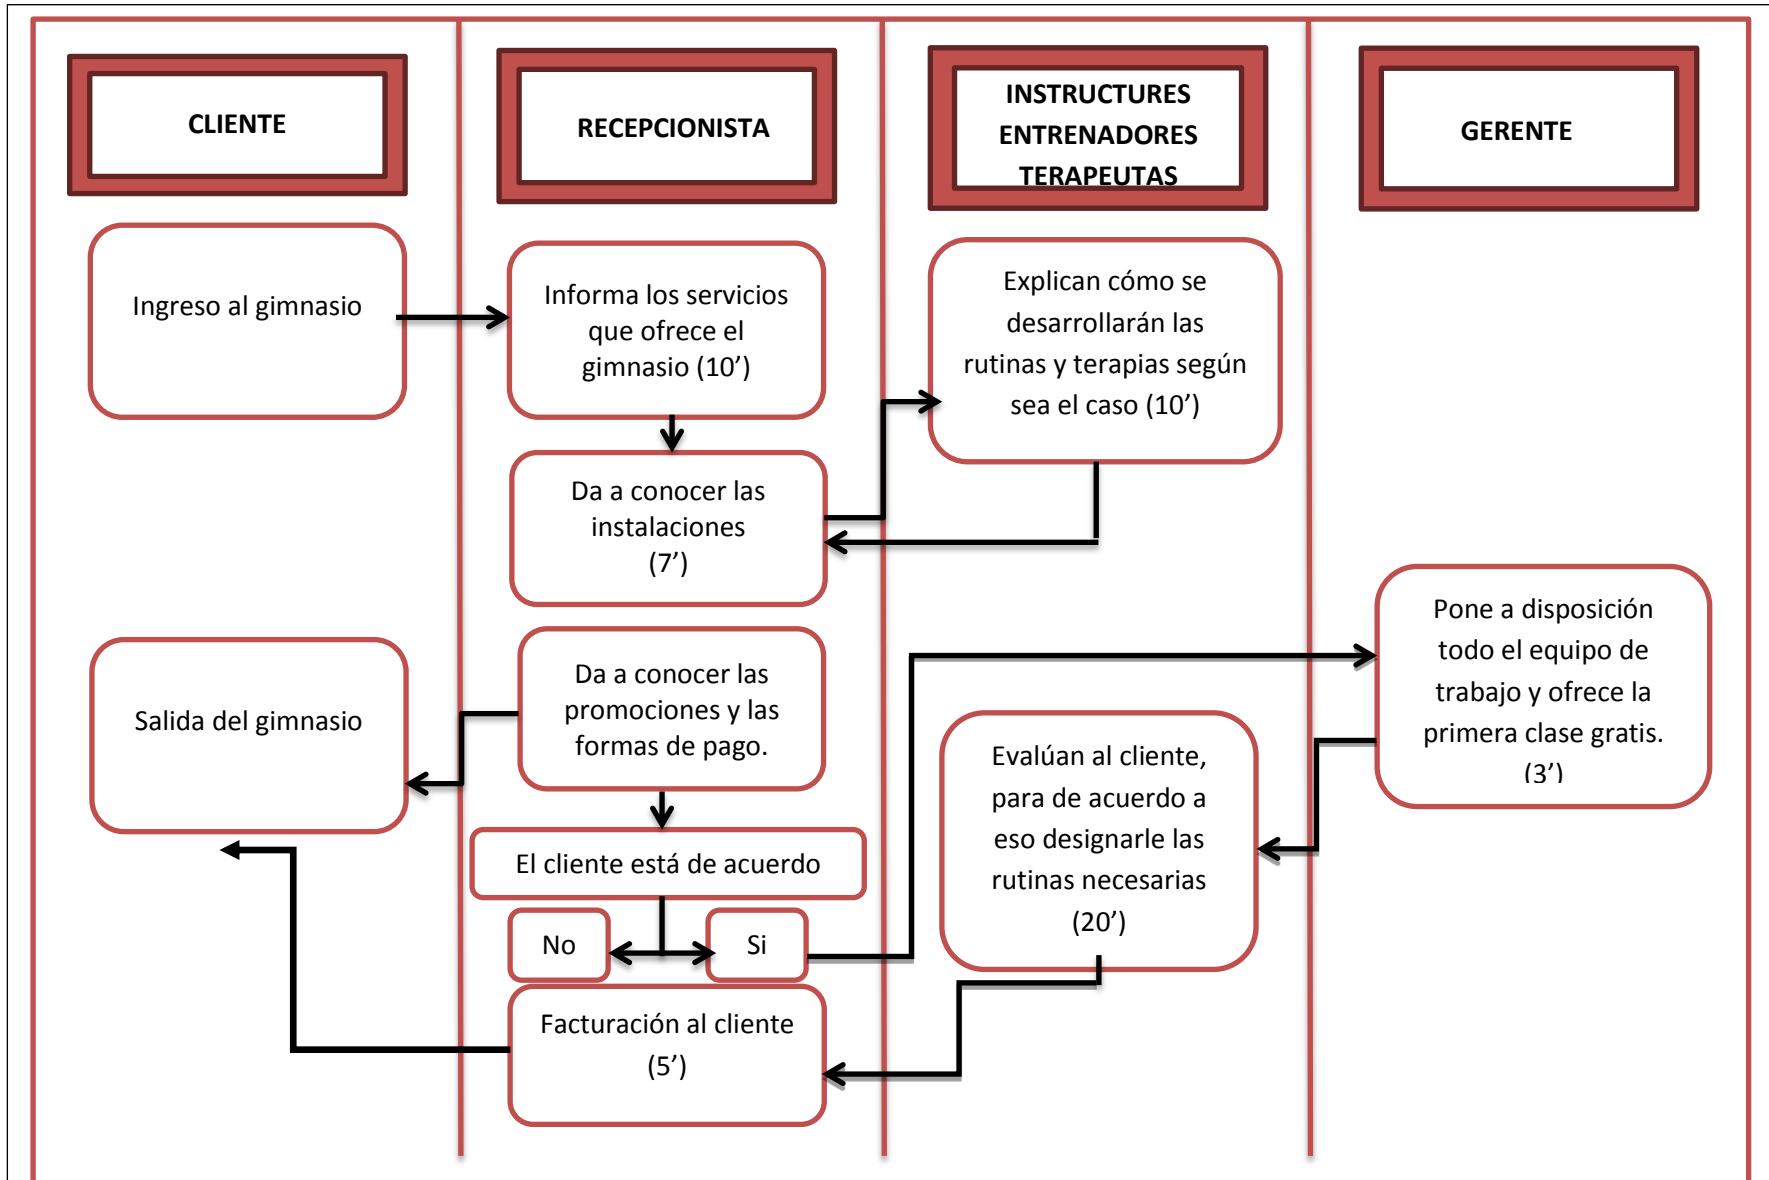 CLIENTE
RECEPCIONISTA
INSTRUCTURES
ENTRENADORES
TERAPEUTAS
GERENTE
Ingreso al gimnasio
Informa los servicios
que ofrece el
gimnasio (10’)
Explican cómo se
desarrollarán las
rutinas y terapias según
sea el caso (10’)
Da a conocer las
instalaciones
(7’)
Pone a disposición
todo el equipo de
trabajo y ofrece la
primera clase gratis.
(3’)
Salida del gimnasio
Da a conocer las
promociones y las
formas de pago.
Evalúan al cliente,
para de acuerdo a
eso designarle las
rutinas necesarias
(20’)
El cliente está de acuerdo
No
Si
Facturación al cliente
(5’)